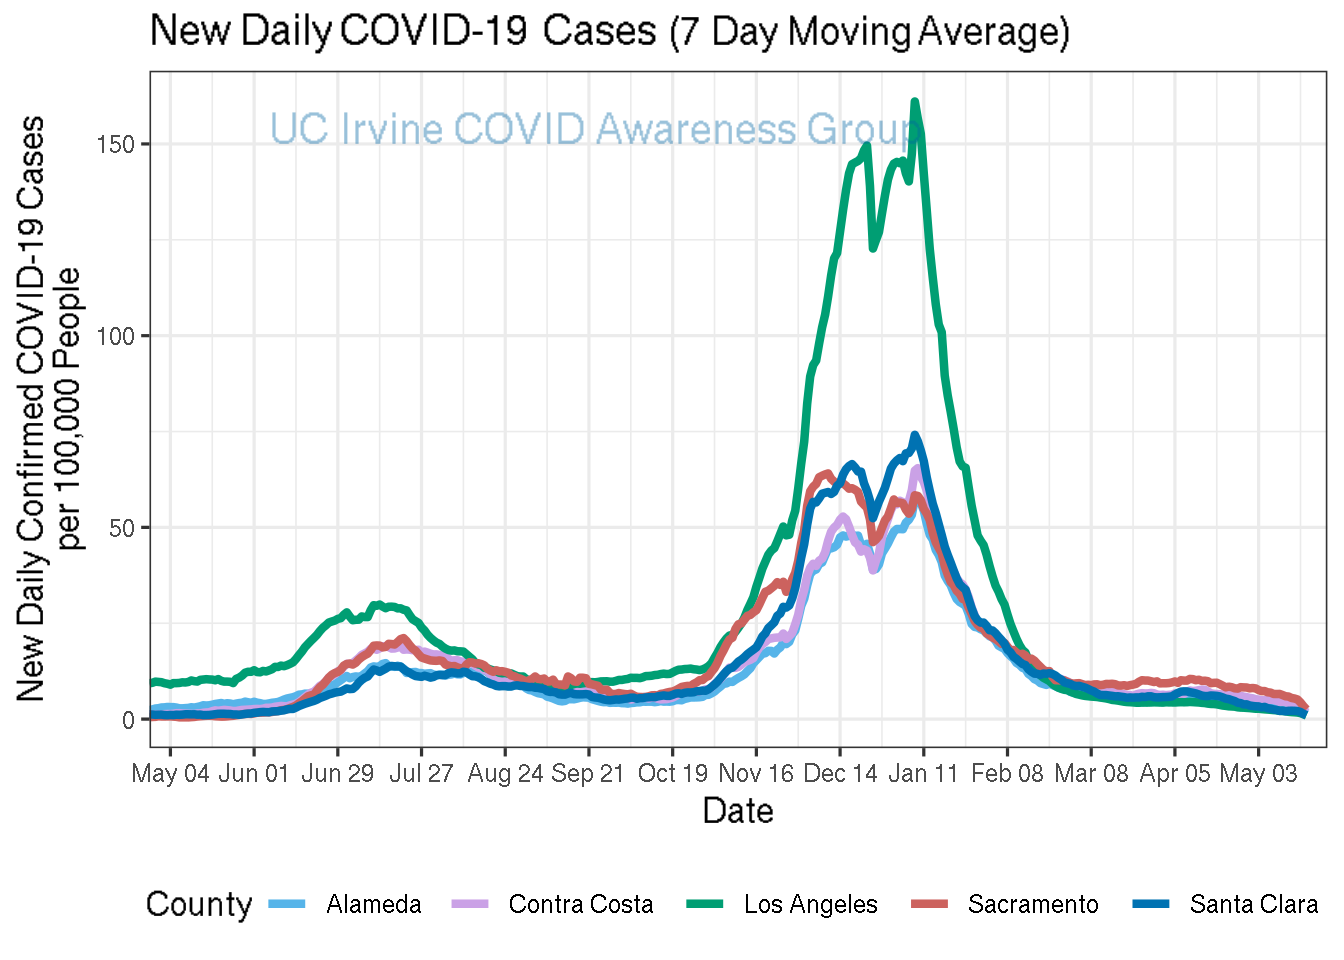 New Daily COVID-19 Cases (7 Day Moving Average)
UC Irvine COVID Awareness Group
New Daily Confirmed COVID-19 Cases
per 100,000 People
150
100
50
0
May 04 Jun 01 Jun 29 Jul 27 Aug 24 Sep 21 Oct 19 Nov 16 Dec 14 Jan 11 Feb 08 Mar 08 Apr 05 May 03
Date
County Alameda Contra Costa Los Angeles Sacramento Santa Clara